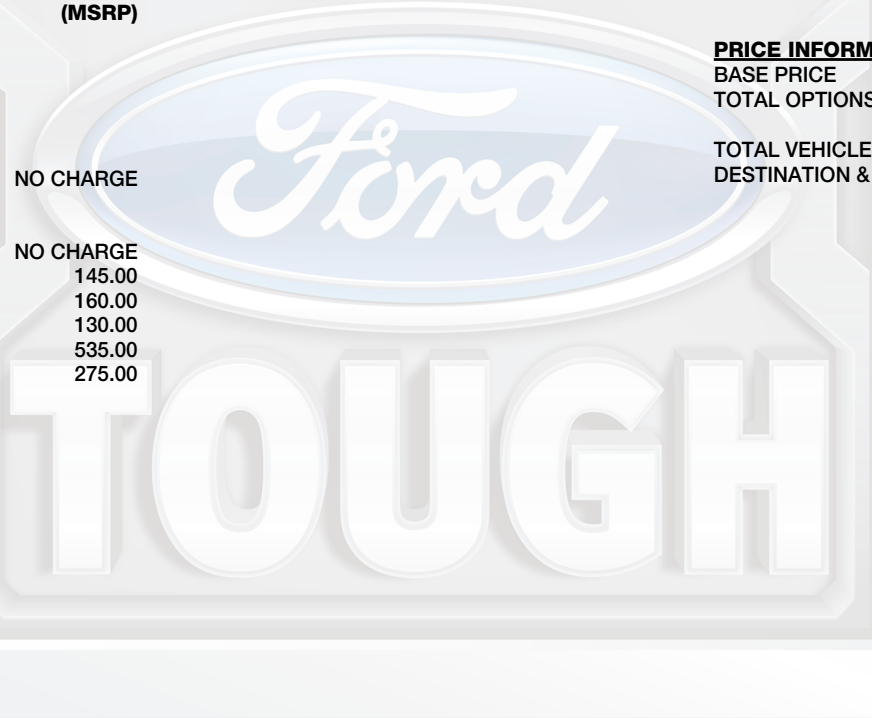 (MSRP)
NO CHARGE
NO CHARGE
145.00
160.00
130.00
535.00
275.00
PRICE INFORM
BASE PRICE
TOTAL OPTIONS
TOTAL VEHICLE
DESTINATION &
Ford
TOUGH